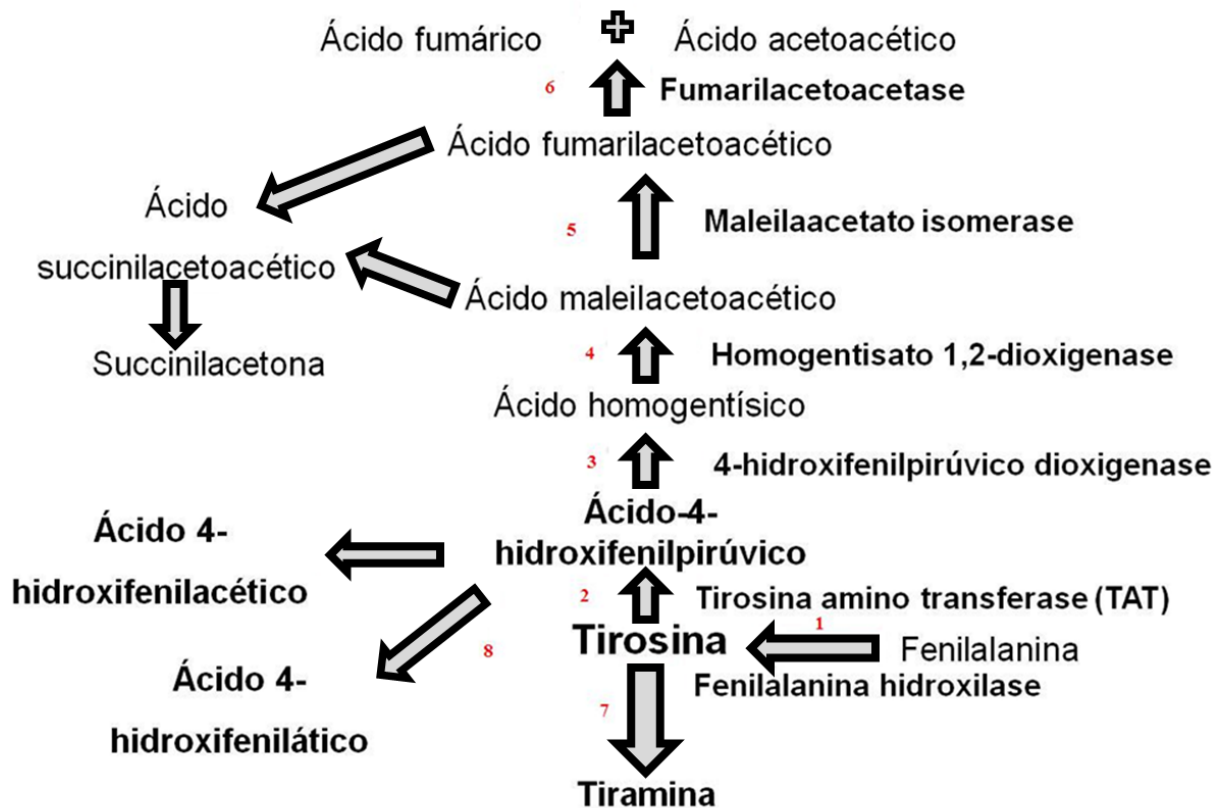 Ácido fumárico
Ácido acetoacético
6
Fumarilacetoacetase
Ácido fumarilacetoacético
Ácido
succinilacetoacético
5
Maleilaacetato isomerase
Ácido maleilacetoacético
Succinilacetona
4
Homogentisato 1,2-dioxigenase
Ácido homogentísico
3
4-hidroxifenilpirúvico dioxigenase
Ácido-4-
hidroxifenilpirúvico
Ácido 4-
hidroxifenilacético
2
Tirosina amino transferase (TAT)
1
Tirosina
Fenilalanina
Fenilalanina hidroxilase
8
Ácido 4-
hidroxifenilático
7
Tiramina